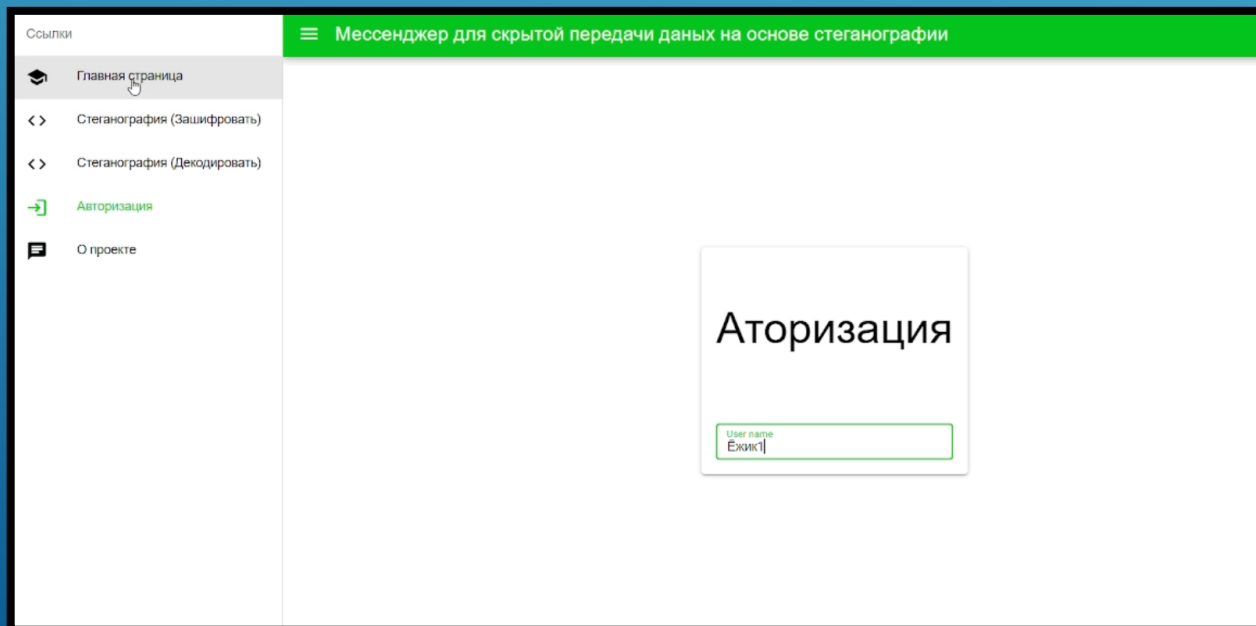 Ссылки
Мессенджер для скрытой передачи даных на основе стеганографии
Главная страница
Стеганография (Зашифровать)
Стеганография (Декодировать)
Авторизация
О проекте
Аторизация
User name
Ёжик1